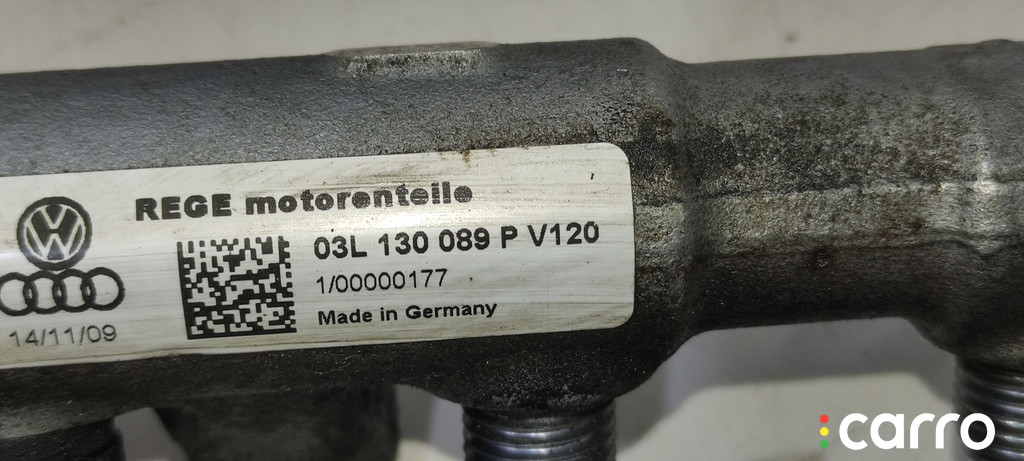 REGE motorenteile
03L 130 089 P V120
1/00000177
Made in Germany
14/11/09
carro